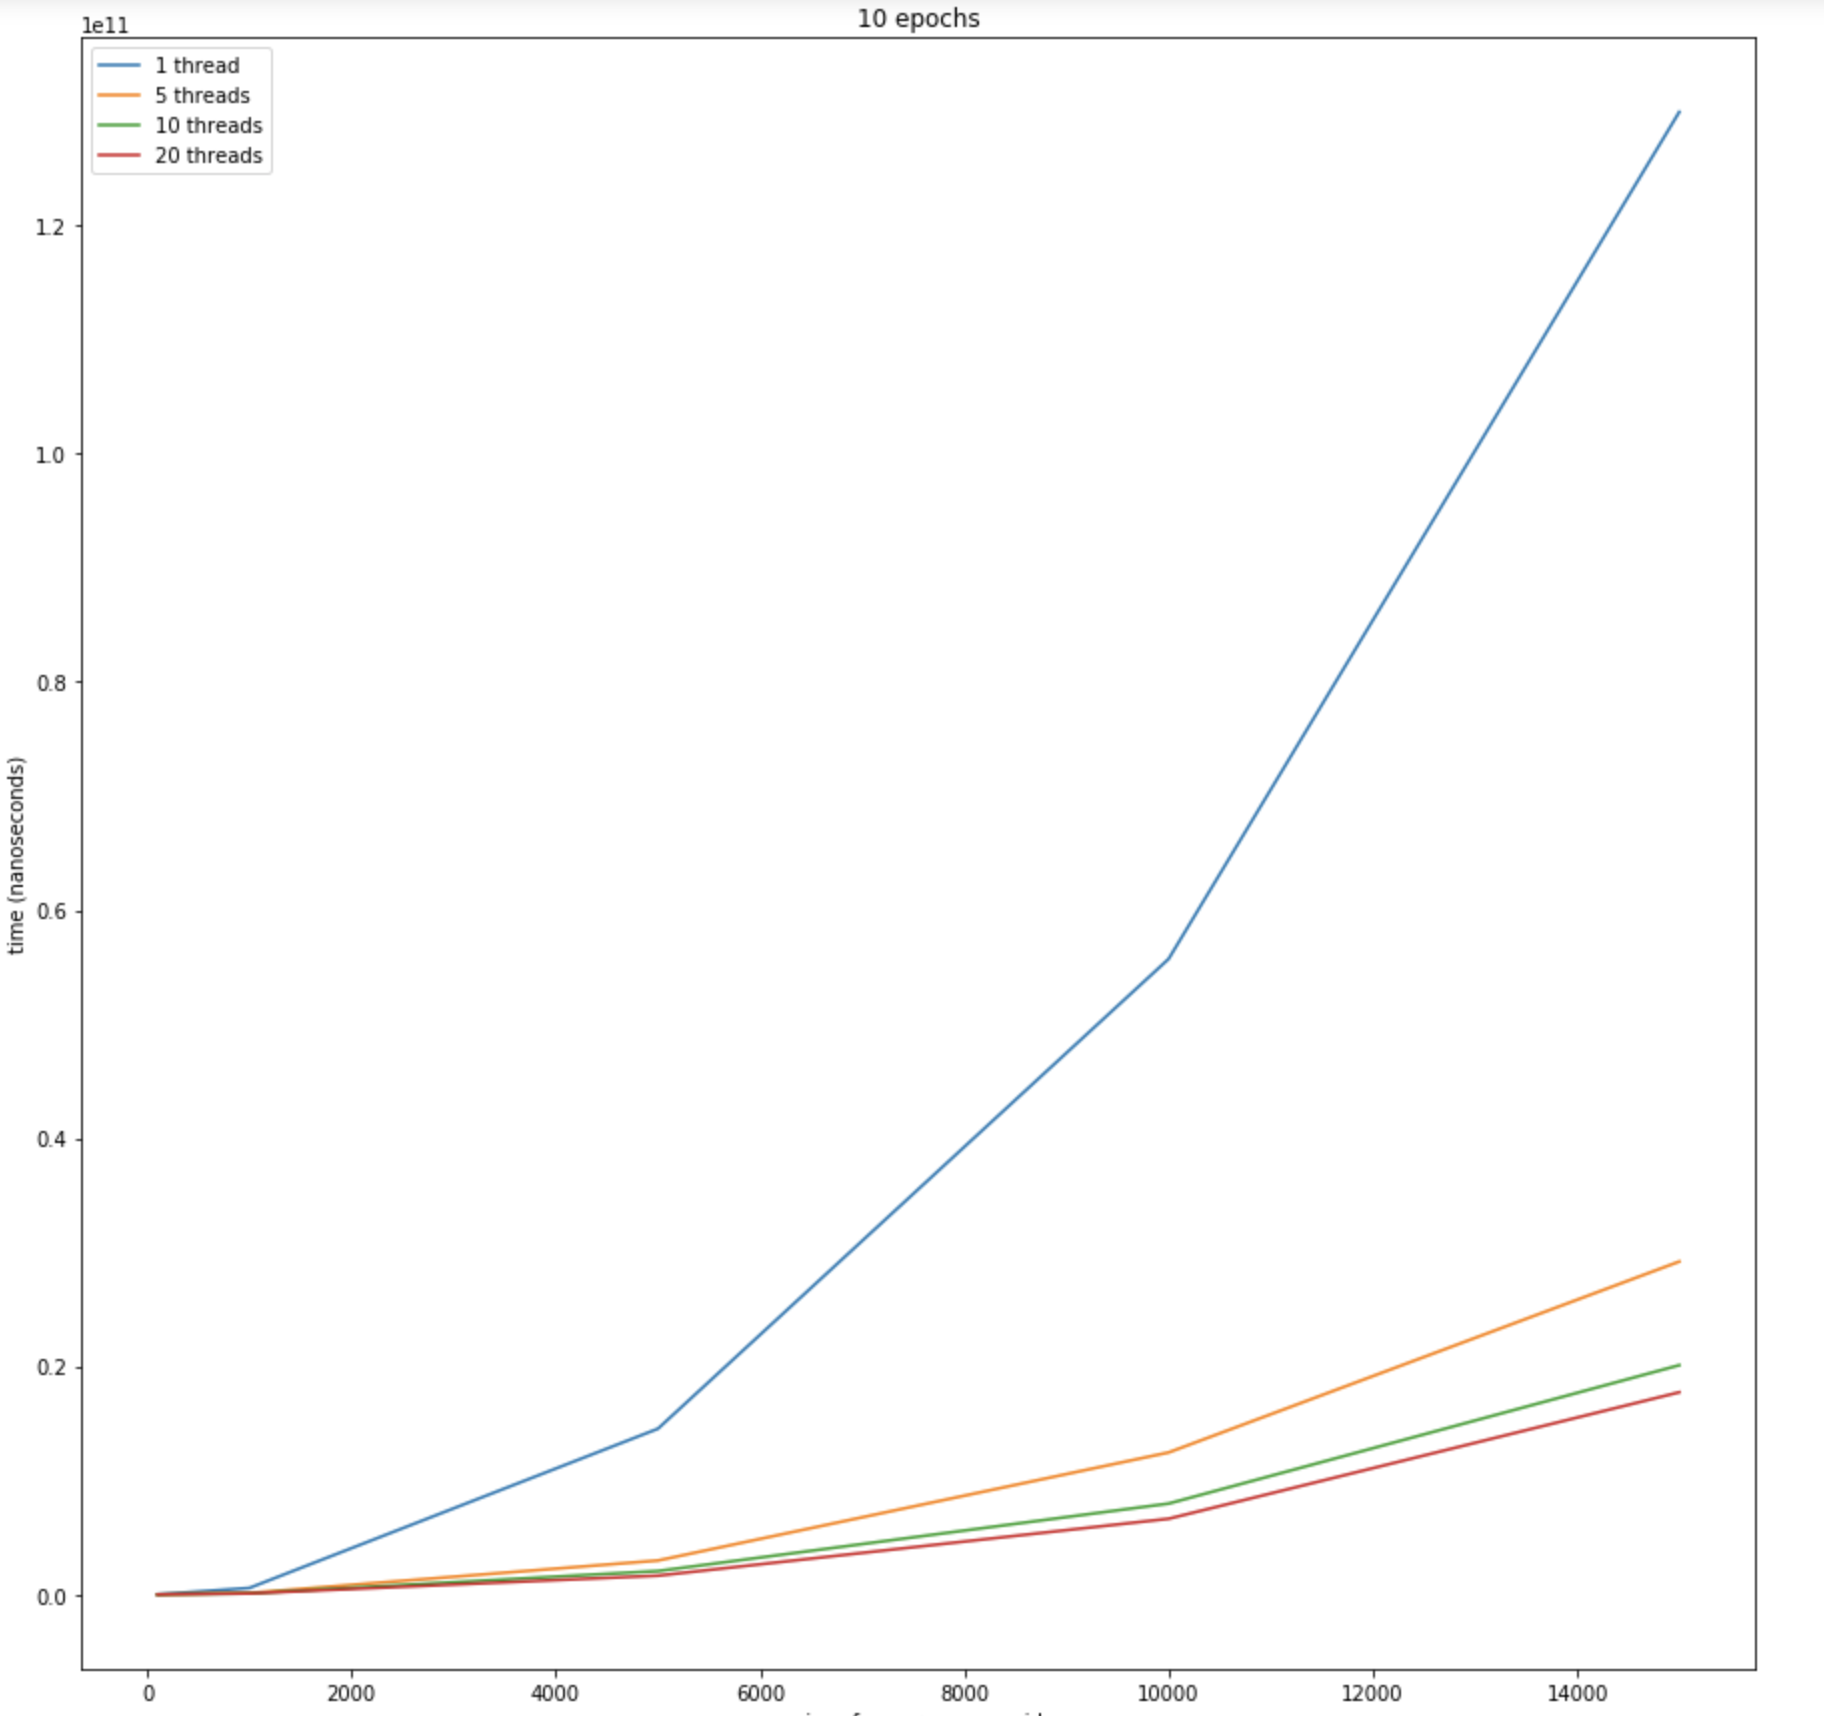 10 epochs
1e11
1 thread
5 threads
10 threads
20 threads
1.2
1.0
0.8
0.6
0.4
0.2
0.0
time (nanoseconds)
0 2000 4000 6000 8000 10000 12000 14000